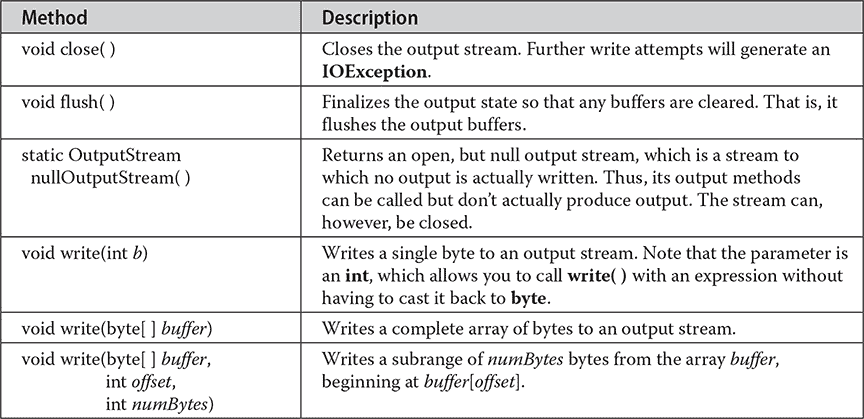 Method Description
void close( ) Closes the output stream. Further write attempts will generate an
IOException.
void flush( ) Finalizes the output state so that any buffers are cleared. That is, it
flushes the output buffers.
static OutputStream Returns an open, but null output stream, which is a stream to
nullOutputStream( ) which no output is actually written. Thus, its output methods
can be called but don’t actually produce output. The stream can,
however, be closed.
void write(int b) Writes a single byte to an output stream. Note that the parameter is
an int, which allows you to call write( ) with an expression without
having to cast it back to byte.
void write(byte[ ] buffer) Writes a complete array of bytes to an output stream.
void write(byte[ ] buffer, Writes a subrange of numBytes bytes from the array buffer,
int offset, beginning at buffer[offset].
int numBytes)